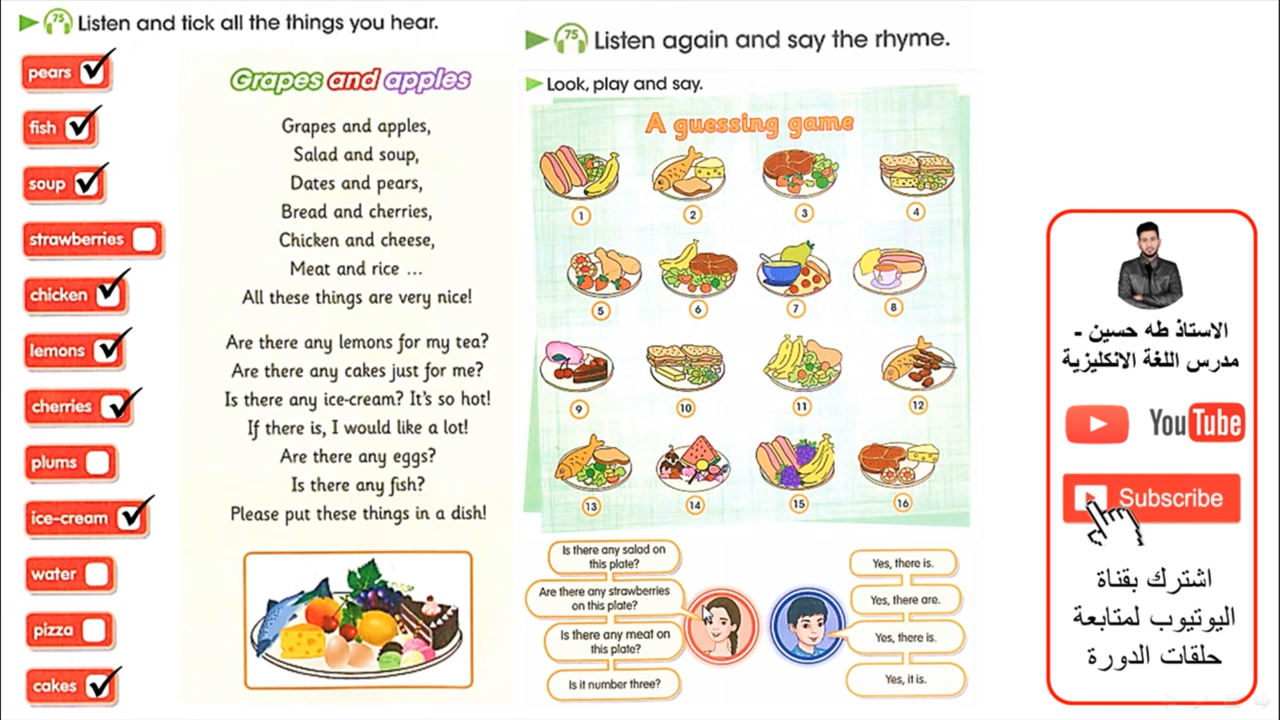 75 Listen and tick all the things you hear.
pears
fish
soup
strawberries
chicken
lemons
cherries
plums
ice-cream
water
pizza
cakes
Grapes and apples
Grapes and apples,
Salad and soup,
Dates and pears,
Bread and cherries,
Chicken and cheese,
Meat and rice ...
All these things are very nice!
Are there any lemons for my tea?
Are there any cakes just for me?
Is there any ice-cream? It's so hot!
If there is, I would like a lot!
Are there any eggs?
Is there any fish?
Please put these things in a dish!
75 Listen again and say the rhyme.
Look, play and say.
A guessing game
1 2 3 4
5 6 7 8
9 10 11 12
13 14 15 16
Is there any salad on
this plate?
Are there any strawberries
on this plate?
Is there any meat on
this plate?
Is it number three?
Yes, there is.
Yes, there are.
Yes, there is.
Yes, it is.
الاستاذ طه حسين -
مدرس اللغة الانكليزية
YouTube
Subscribe
اشترك بقناة
اليوتيوب لمتابعة
حلقات الدورة